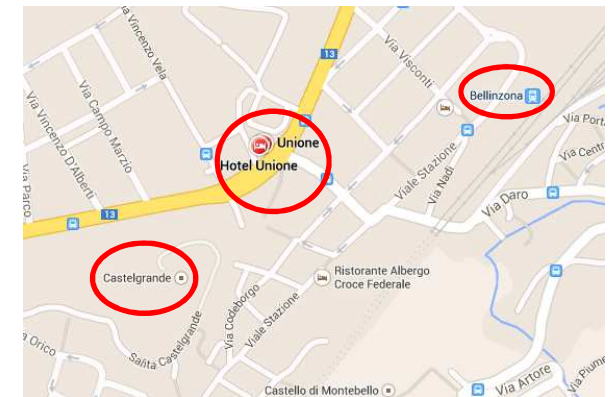 Via Vincenzo Vela
13
Via Visconti
Bellinzona
Via Campo Marzio
Via Vincenzo D'Alberti
Unione
Hotel Unione
Via Port
Via Centr
Via Parco
Viale Stazione
Via Nadi
Via Daro
13
Castelgrande
Ristorante Albergo
Croce Federale
Via Codeborgo
Viale Stazione
Orico
Salita Castelgrande
Castello di Montebello
Via Artore
Via Piume